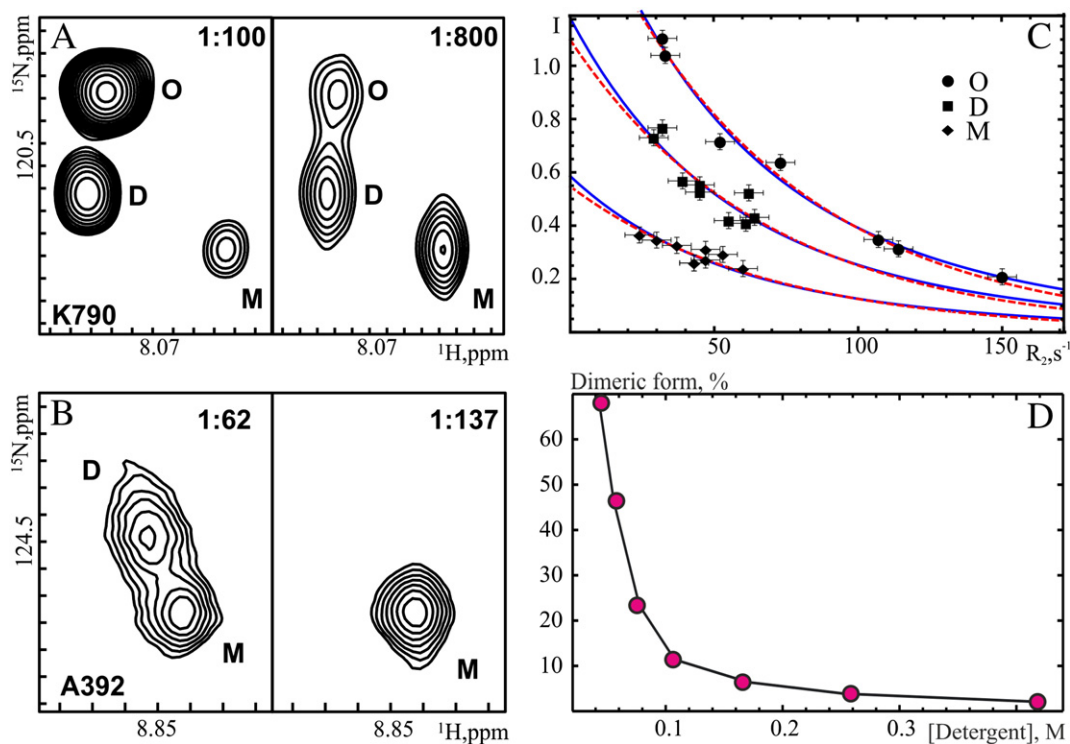 A
1:100
1:800
¹⁵N,ppm
120.5
O
D
M
K790
O
D
M
8.07
8.07
¹H,ppm
C
I
1.0
0.8
0.6
0.4
0.2
O
D
M
50
100
150
R₂,s⁻¹
B
1:62
1:137
¹⁵N,ppm
124.5
D
M
A392
M
8.85
8.85
¹H,ppm
Dimeric form, %
D
60
50
40
30
20
10
0.1
0.2
0.3
[Detergent], M